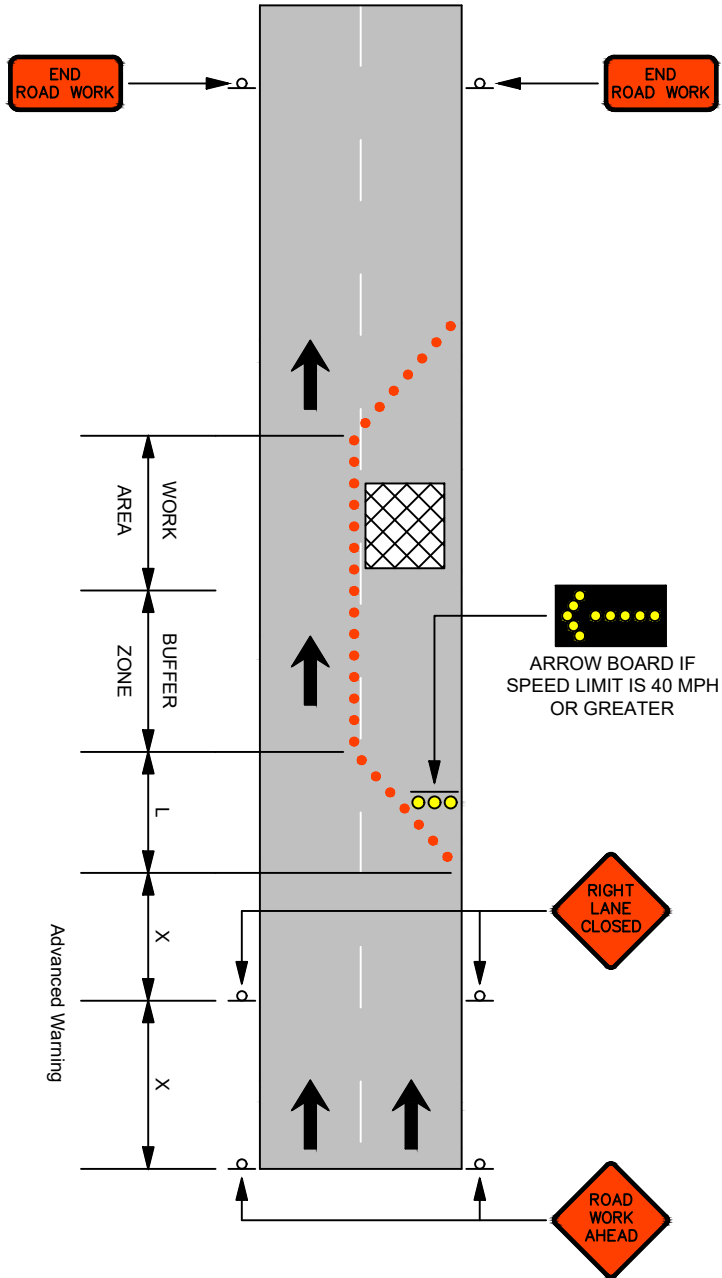 END
ROAD WORK
END
ROAD WORK
WORK
AREA
BUFFER
ZONE
ARROW BOARD IF
SPEED LIMIT IS 40 MPH
OR GREATER
L
X
RIGHT
LANE
CLOSED
Advanced Warning
X
ROAD
WORK
AHEAD